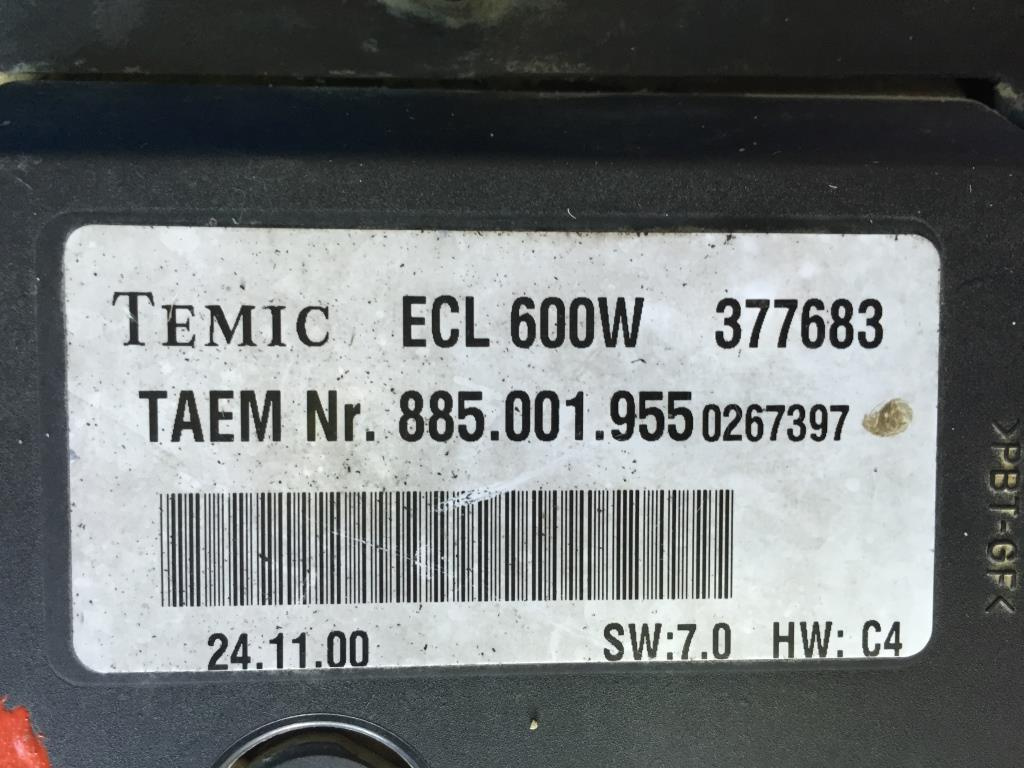 TEMIC ECL 600W 377683
TAEM Nr. 885.001.955 0267397
24.11.00 SW:7.0 HW: C4
>PBT-GF<